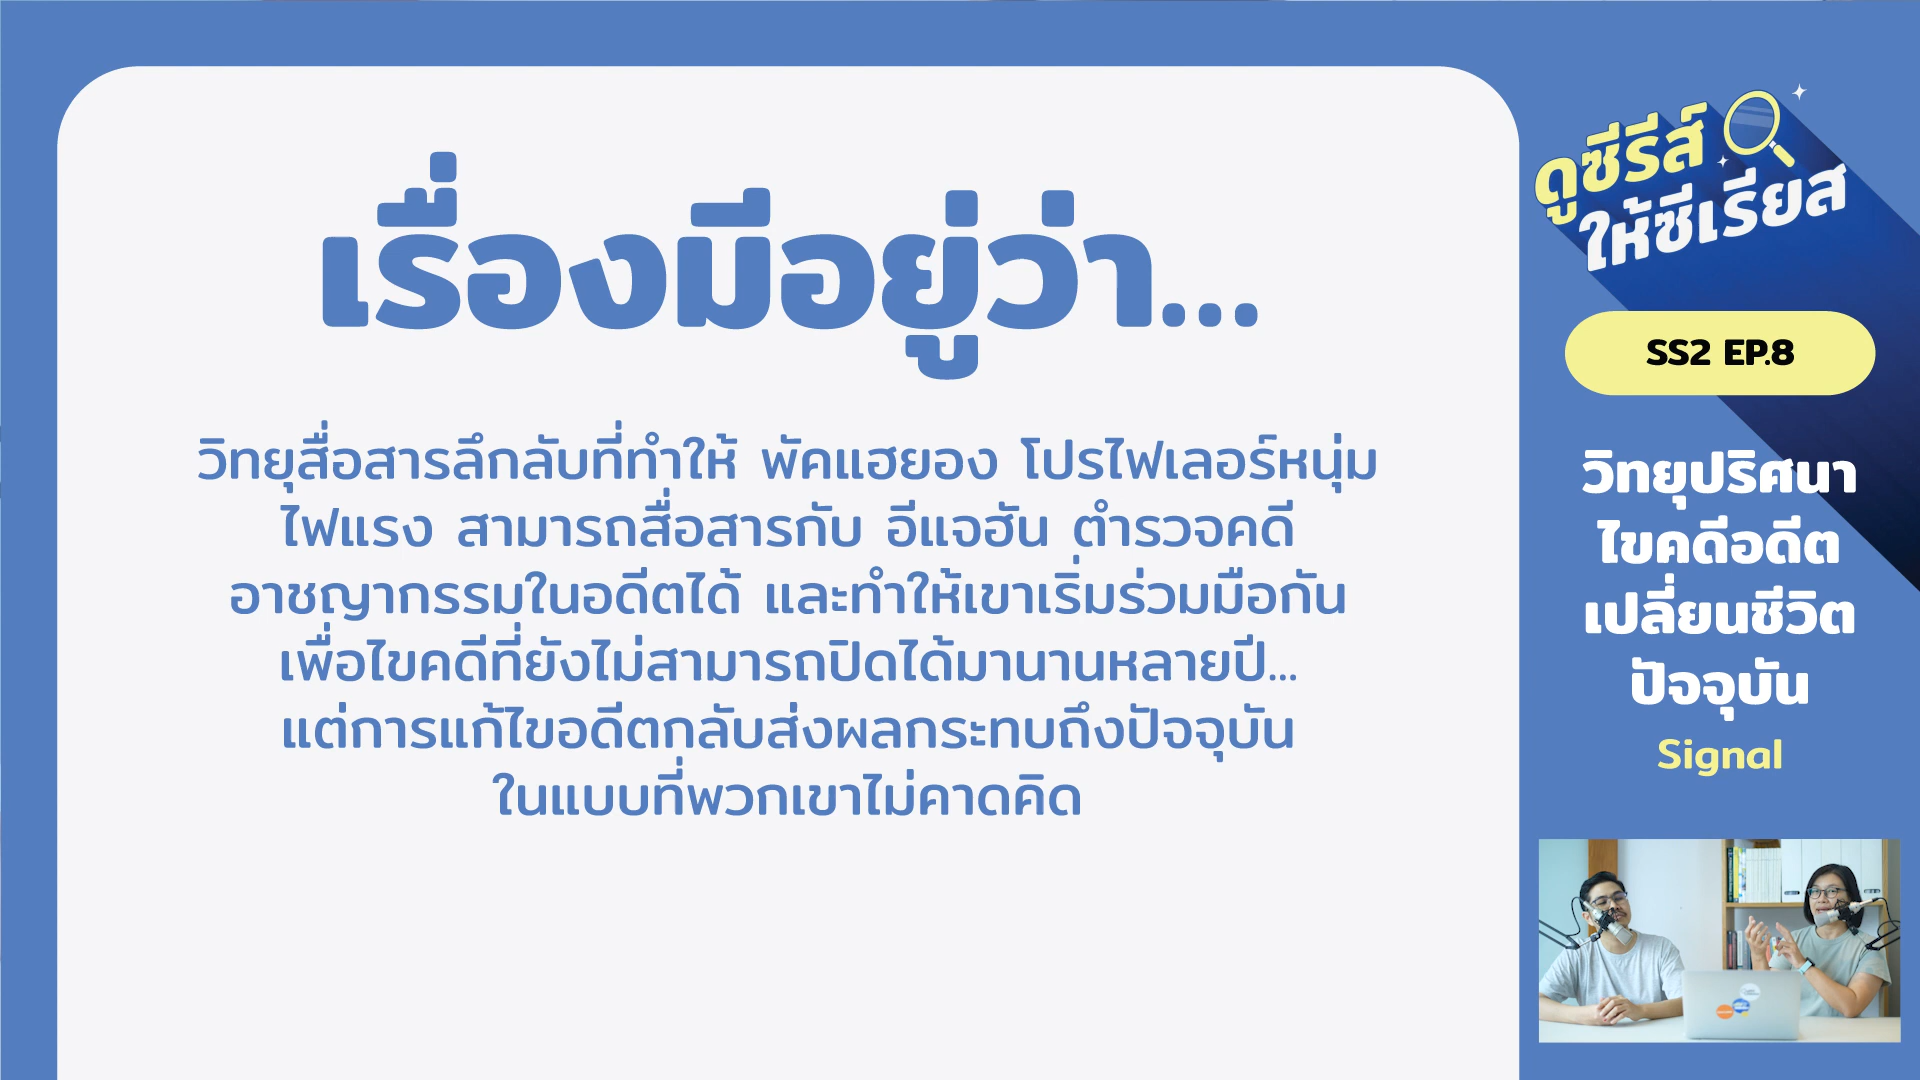 เรื่องมีอยู่ว่า...
วิทยุสื่อสารลึกลับที่ทำให้ พัคแฮยอง โปรไฟเลอร์หนุ่ม
ไฟแรง สามารถสื่อสารกับ อีแจฮัน ตำรวจคดี
อาชญากรรมในอดีตได้ และทำให้เขาเริ่มร่วมมือกัน
เพื่อไขคดีที่ยังไม่สามารถปิดได้มานานหลายปี...
แต่การแก้ไขอดีตกลับส่งผลกระทบถึงปัจจุบัน
ในแบบที่พวกเขาไม่คาดคิด
ดูซีรีส์
ให้ซีเรียส
SS2 EP.8
วิทยุปริศนา
ไขคดีอดีต
เปลี่ยนชีวิต
ปัจจุบัน
Signal